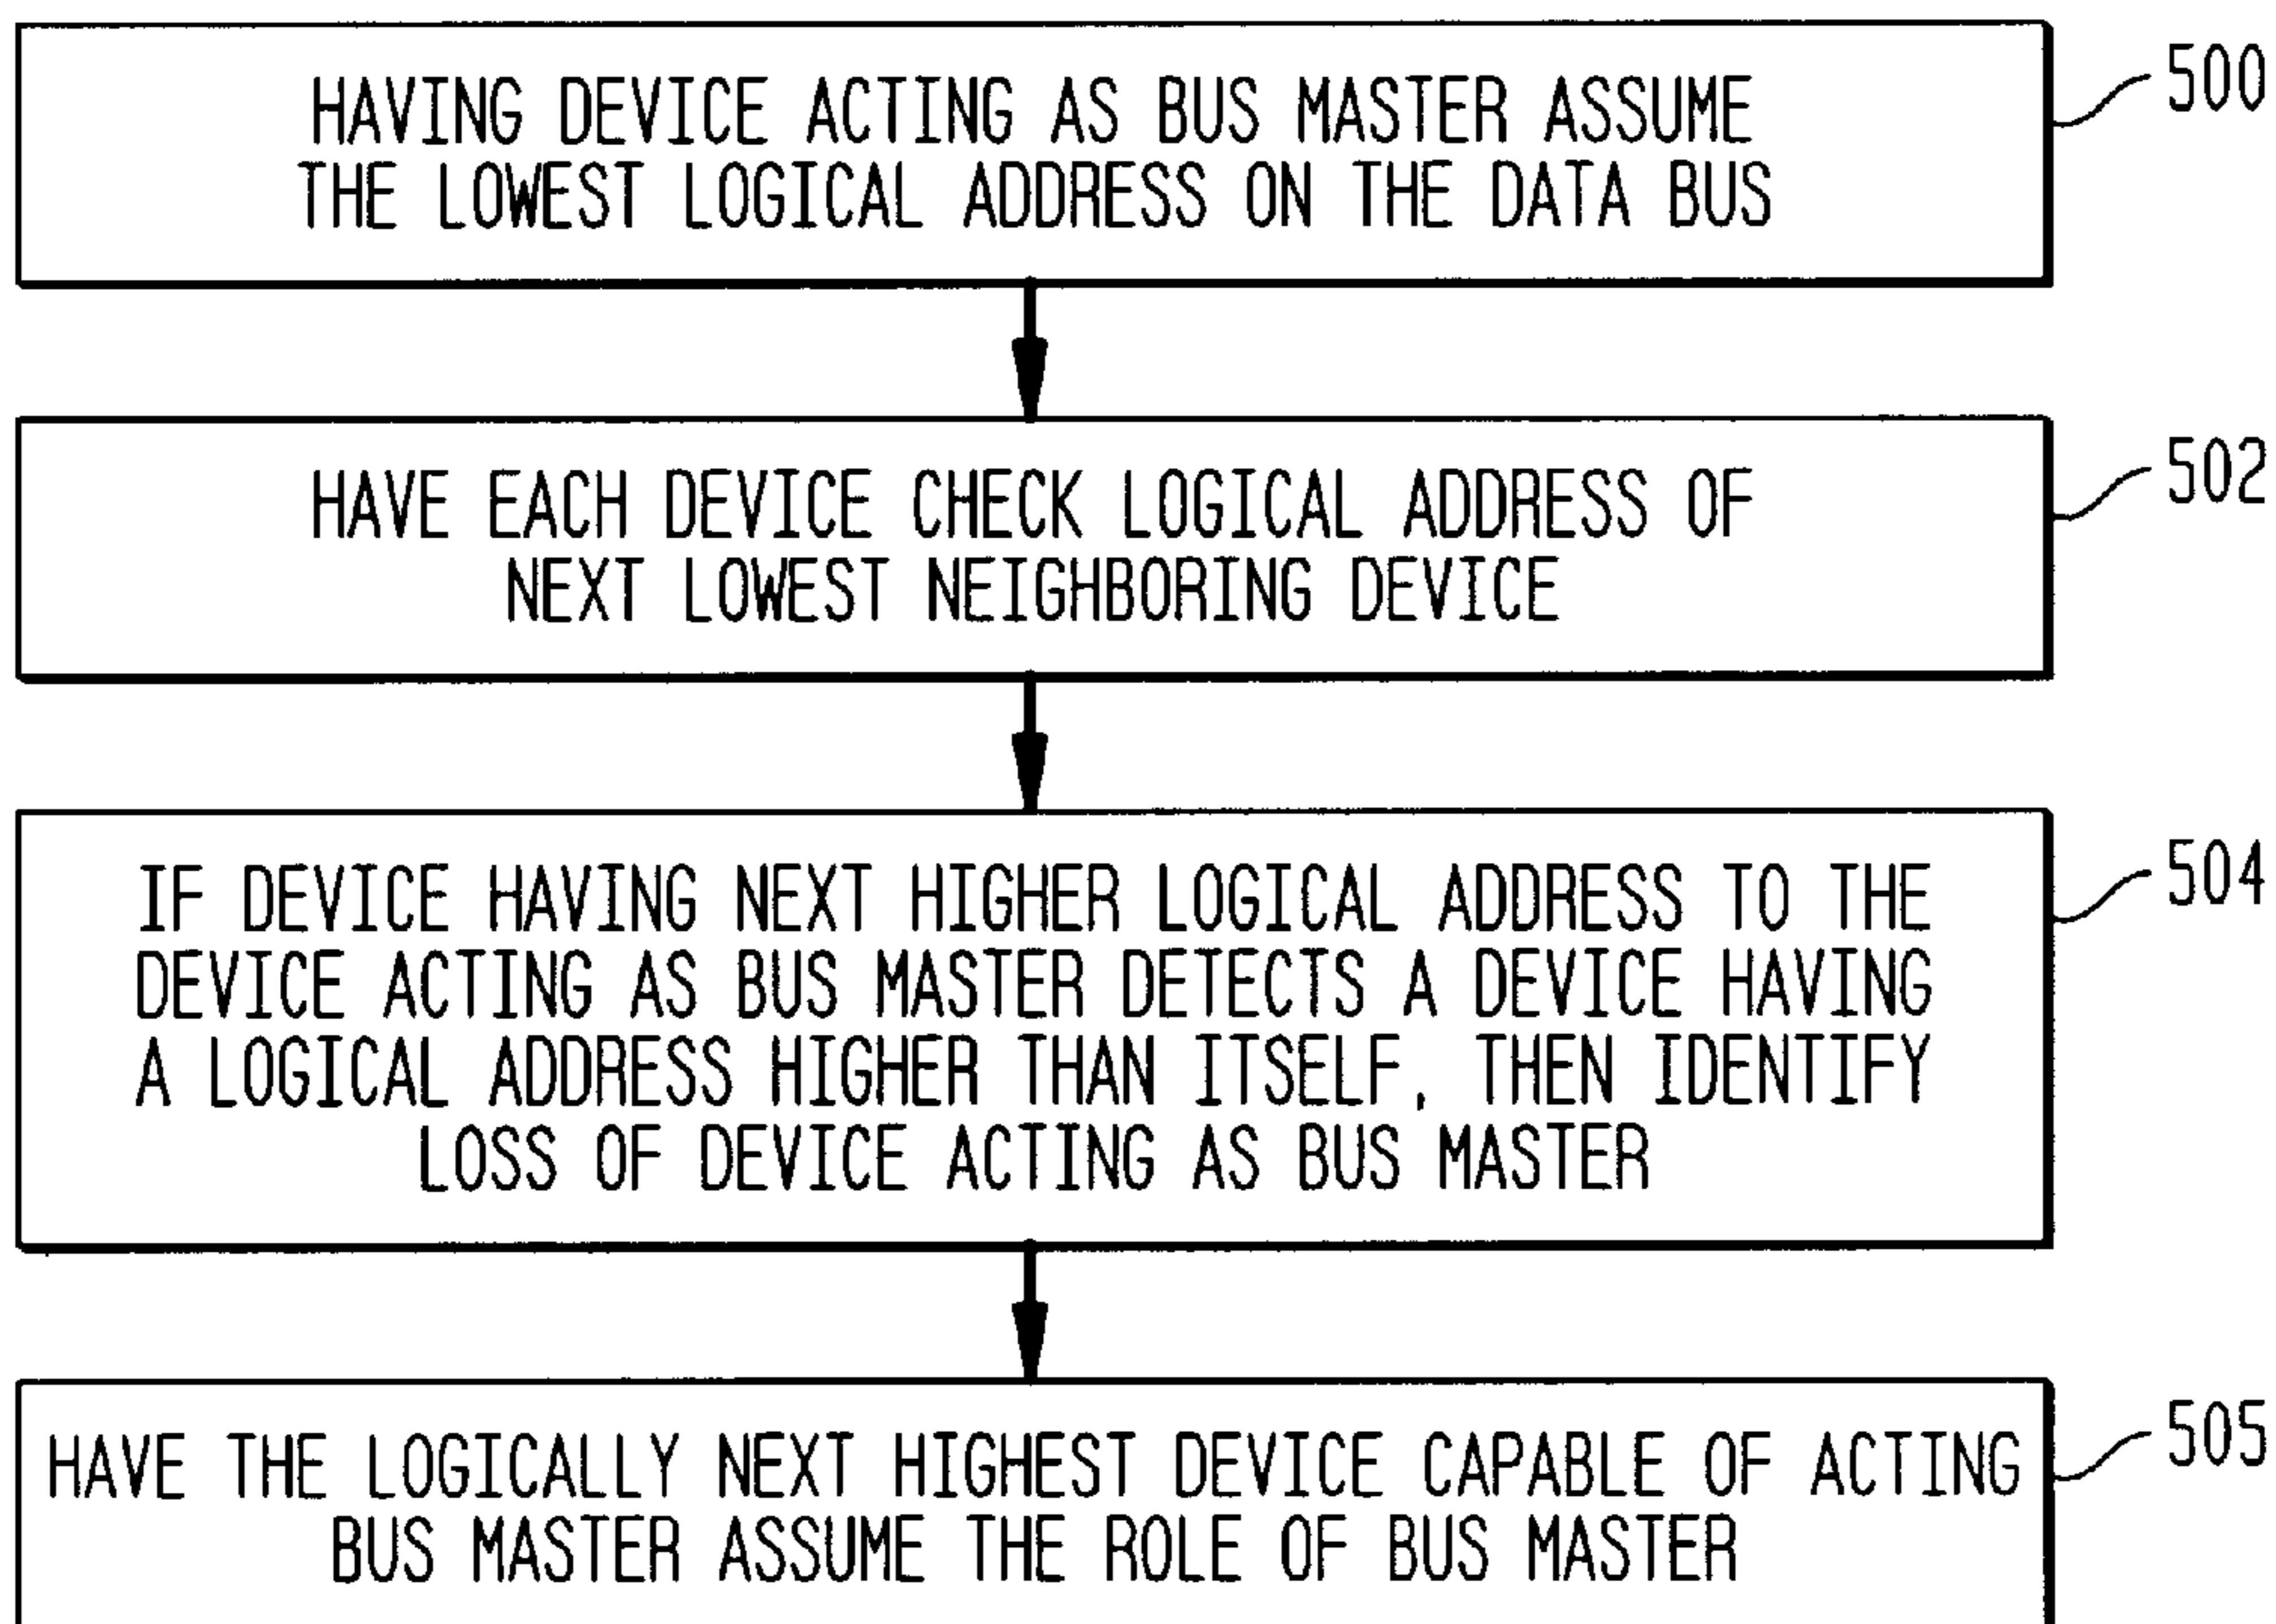 HAVING DEVICE ACTING AS BUS MASTER ASSUME
THE LOWEST LOGICAL ADDRESS ON THE DATA BUS
500
HAVE EACH DEVICE CHECK LOGICAL ADDRESS OF
NEXT LOWEST NEIGHBORING DEVICE
502
IF DEVICE HAVING NEXT HIGHER LOGICAL ADDRESS TO THE
DEVICE ACTING AS BUS MASTER DETECTS A DEVICE HAVING
A LOGICAL ADDRESS HIGHER THAN ITSELF, THEN IDENTIFY
LOSS OF DEVICE ACTING AS BUS MASTER
504
HAVE THE LOGICALLY NEXT HIGHEST DEVICE CAPABLE OF ACTING
BUS MASTER ASSUME THE ROLE OF BUS MASTER
505